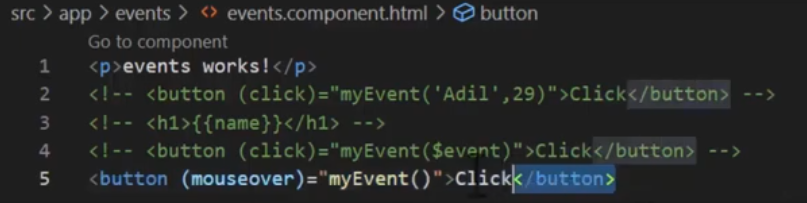 src > app > events > <> events.component.html > button
Go to component
1 <p>events works!</p>
2 <!-- <button (click)="myEvent('Adil',29)">Click</button> -->
3 <!-- <h1>{{name}}</h1> -->
4 <!-- <button (click)="myEvent($event)">Click</button> -->
5 <button (mouseover)="myEvent()">Click</button>